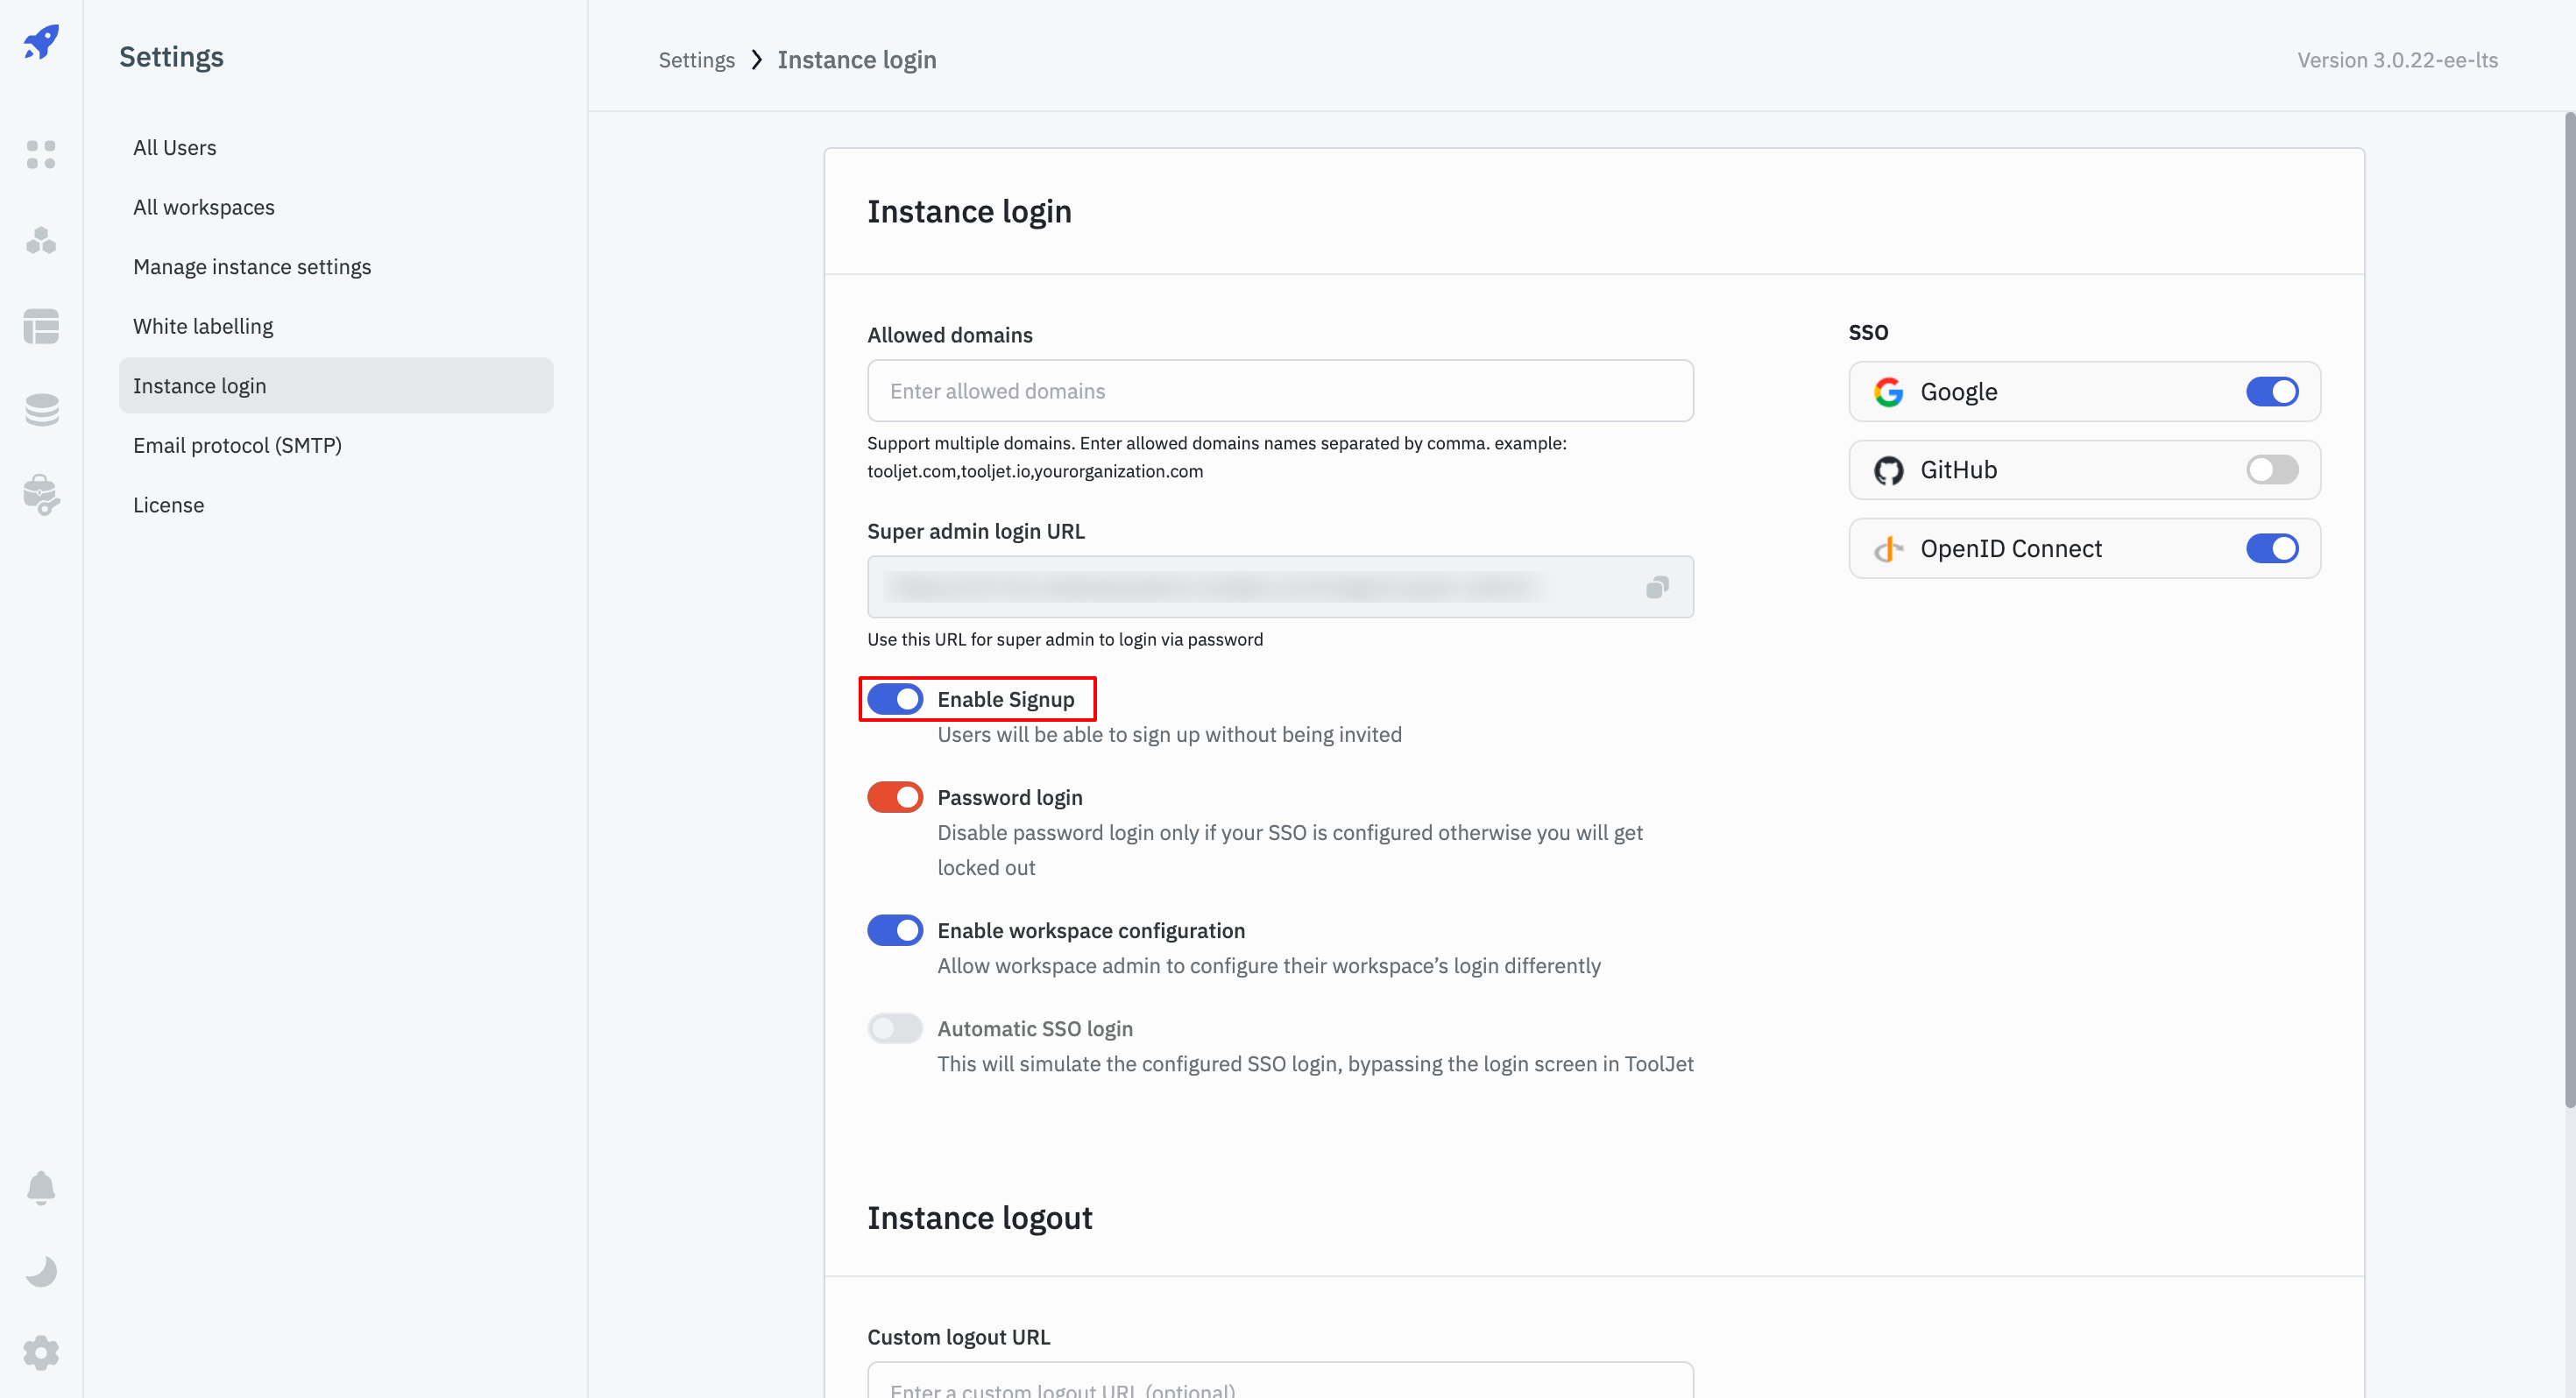 Settings
All Users
All workspaces
Manage instance settings
White labelling
Instance login
Email protocol (SMTP)
License
Settings > Instance login
Version 3.0.22-ee-lts
Instance login
Allowed domains
Enter allowed domains
Support multiple domains. Enter allowed domains names separated by comma. example:
tooljet.com,tooljet.io,yourorganization.com
Super admin login URL
Use this URL for super admin to login via password
Enable Signup
Users will be able to sign up without being invited
Password login
Disable password login only if your SSO is configured otherwise you will get
locked out
Enable workspace configuration
Allow workspace admin to configure their workspace’s login differently
Automatic SSO login
This will simulate the configured SSO login, bypassing the login screen in ToolJet
SSO
Google
GitHub
OpenID Connect
Instance logout
Custom logout URL
Enter a custom logout URL (optional)